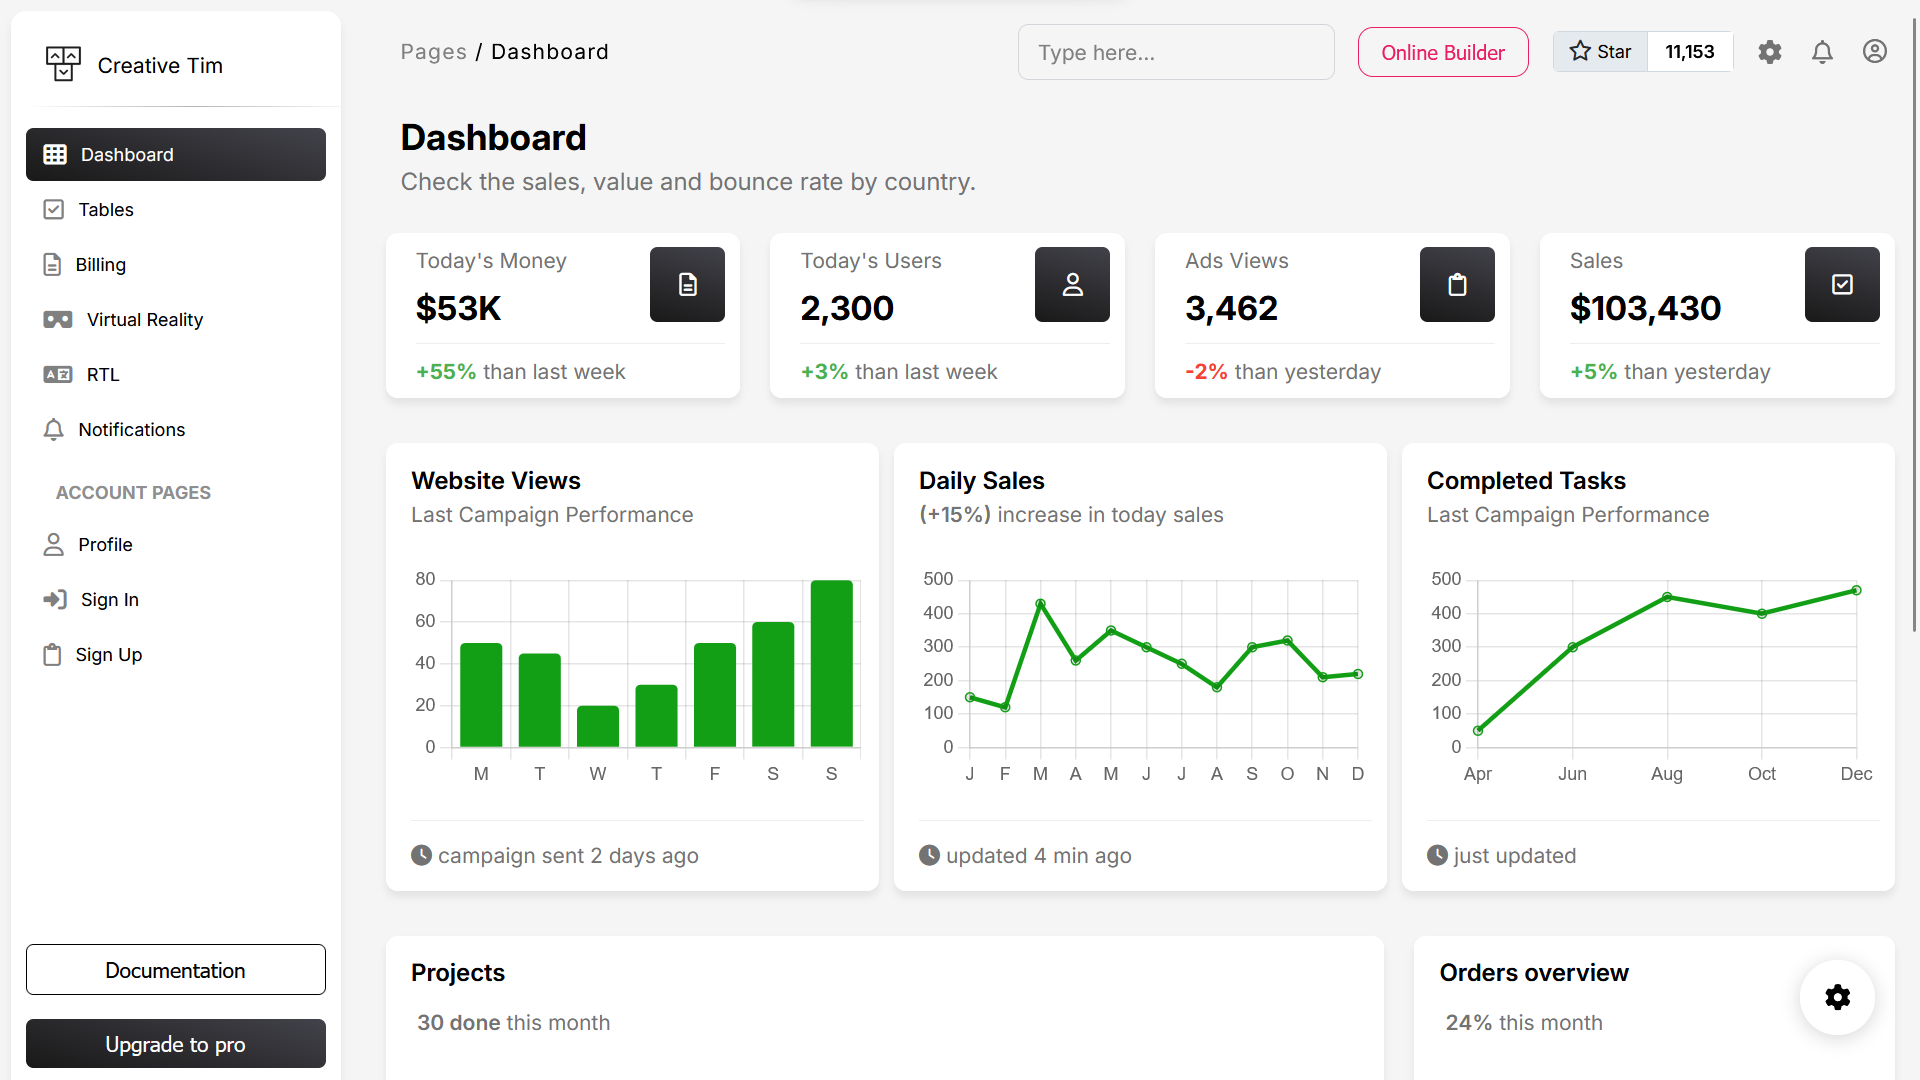 Creative Tim
Dashboard
Tables
Billing
Virtual Reality
RTL
Notifications
ACCOUNT PAGES
Profile
Sign In
Sign Up
Documentation
Upgrade to pro
Pages / Dashboard
Type here...
Online Builder
Star 11,153
Dashboard
Check the sales, value and bounce rate by country.
Today's Money
$53K
+55% than last week
Today's Users
2,300
+3% than last week
Ads Views
3,462
-2% than yesterday
Sales
$103,430
+5% than yesterday
Website Views
Last Campaign Performance
80
60
40
20
0
M T W T F S S
campaign sent 2 days ago
Daily Sales
(+15%) increase in today sales
500
400
300
200
100
0
J F M A M J J A S O N D
updated 4 min ago
Completed Tasks
Last Campaign Performance
500
400
300
200
100
0
Apr Jun Aug Oct Dec
just updated
Projects
30 done this month
Orders overview
24% this month